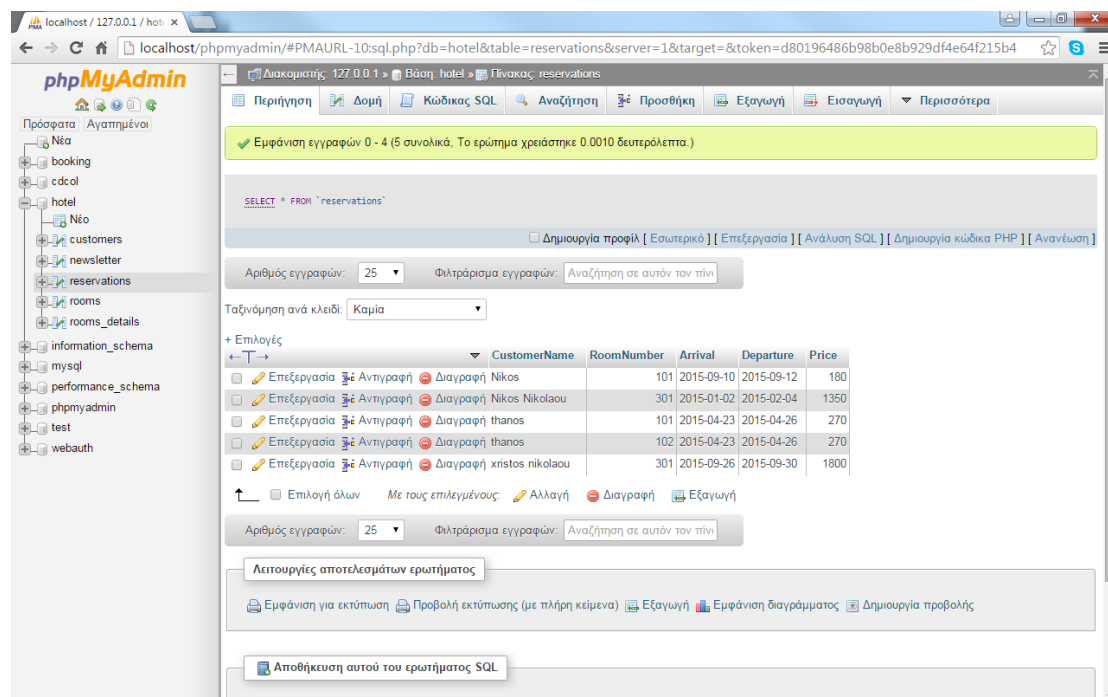 localhost / 127.0.0.1 / hot
localhost/phpmyadmin/#PMAURL-10:sql.php?db=hotel&table=reservations&server=1&target=&token=d80196486b98b0e8b929df4e64f215b4
phpMyAdmin
Πρόσφατα Αγαπημένοι
Νέα
booking
cdcol
hotel
Νέο
customers
newsletter
reservations
rooms
rooms_details
information_schema
mysql
performance_schema
phpmyadmin
test
webauth
Διακομιστής: 127.0.0.1 » Βάση: hotel » Πίνακας: reservations
Περιήγηση Δομή Κώδικας SQL Αναζήτηση Προσθήκη Εξαγωγή Εισαγωγή Περισσότερα
Εμφάνιση εγγραφών 0 - 4 (5 συνολικά, Το ερώτημα χρειάστηκε 0.0010 δευτερόλεπτα.)
SELECT * FROM `reservations`
Δημιουργία προφίλ [ Εσωτερικό ] [ Επεξεργασία ] [ Ανάλυση SQL ] [ Δημιουργία κώδικα PHP ] [ Ανανέωση ]
Αριθμός εγγραφών: 25 Φιλτράρισμα εγγραφών: Αναζήτηση σε αυτόν τον πίν
Ταξινόμηση ανά κλειδί: Καμία
+ Επιλογές
←T→ CustomerName RoomNumber Arrival Departure Price
Επεξεργασία Αντιγραφή Διαγραφή Nikos 101 2015-09-10 2015-09-12 180
Επεξεργασία Αντιγραφή Διαγραφή Nikos Nikolaou 301 2015-01-02 2015-02-04 1350
Επεξεργασία Αντιγραφή Διαγραφή thanos 101 2015-04-23 2015-04-26 270
Επεξεργασία Αντιγραφή Διαγραφή thanos 102 2015-04-23 2015-04-26 270
Επεξεργασία Αντιγραφή Διαγραφή xristos nikolaou 301 2015-09-26 2015-09-30 1800
Επιλογή όλων Με τους επιλεγμένους: Αλλαγή Διαγραφή Εξαγωγή
Αριθμός εγγραφών: 25 Φιλτράρισμα εγγραφών: Αναζήτηση σε αυτόν τον πίν
Λειτουργίες αποτελεσμάτων ερωτήματος
Εμφάνιση για εκτύπωση Προβολή εκτύπωσης (με πλήρη κείμενα) Εξαγωγή Εμφάνιση διαγράμματος Δημιουργία προβολής
Αποθήκευση αυτού του ερωτήματος SQL